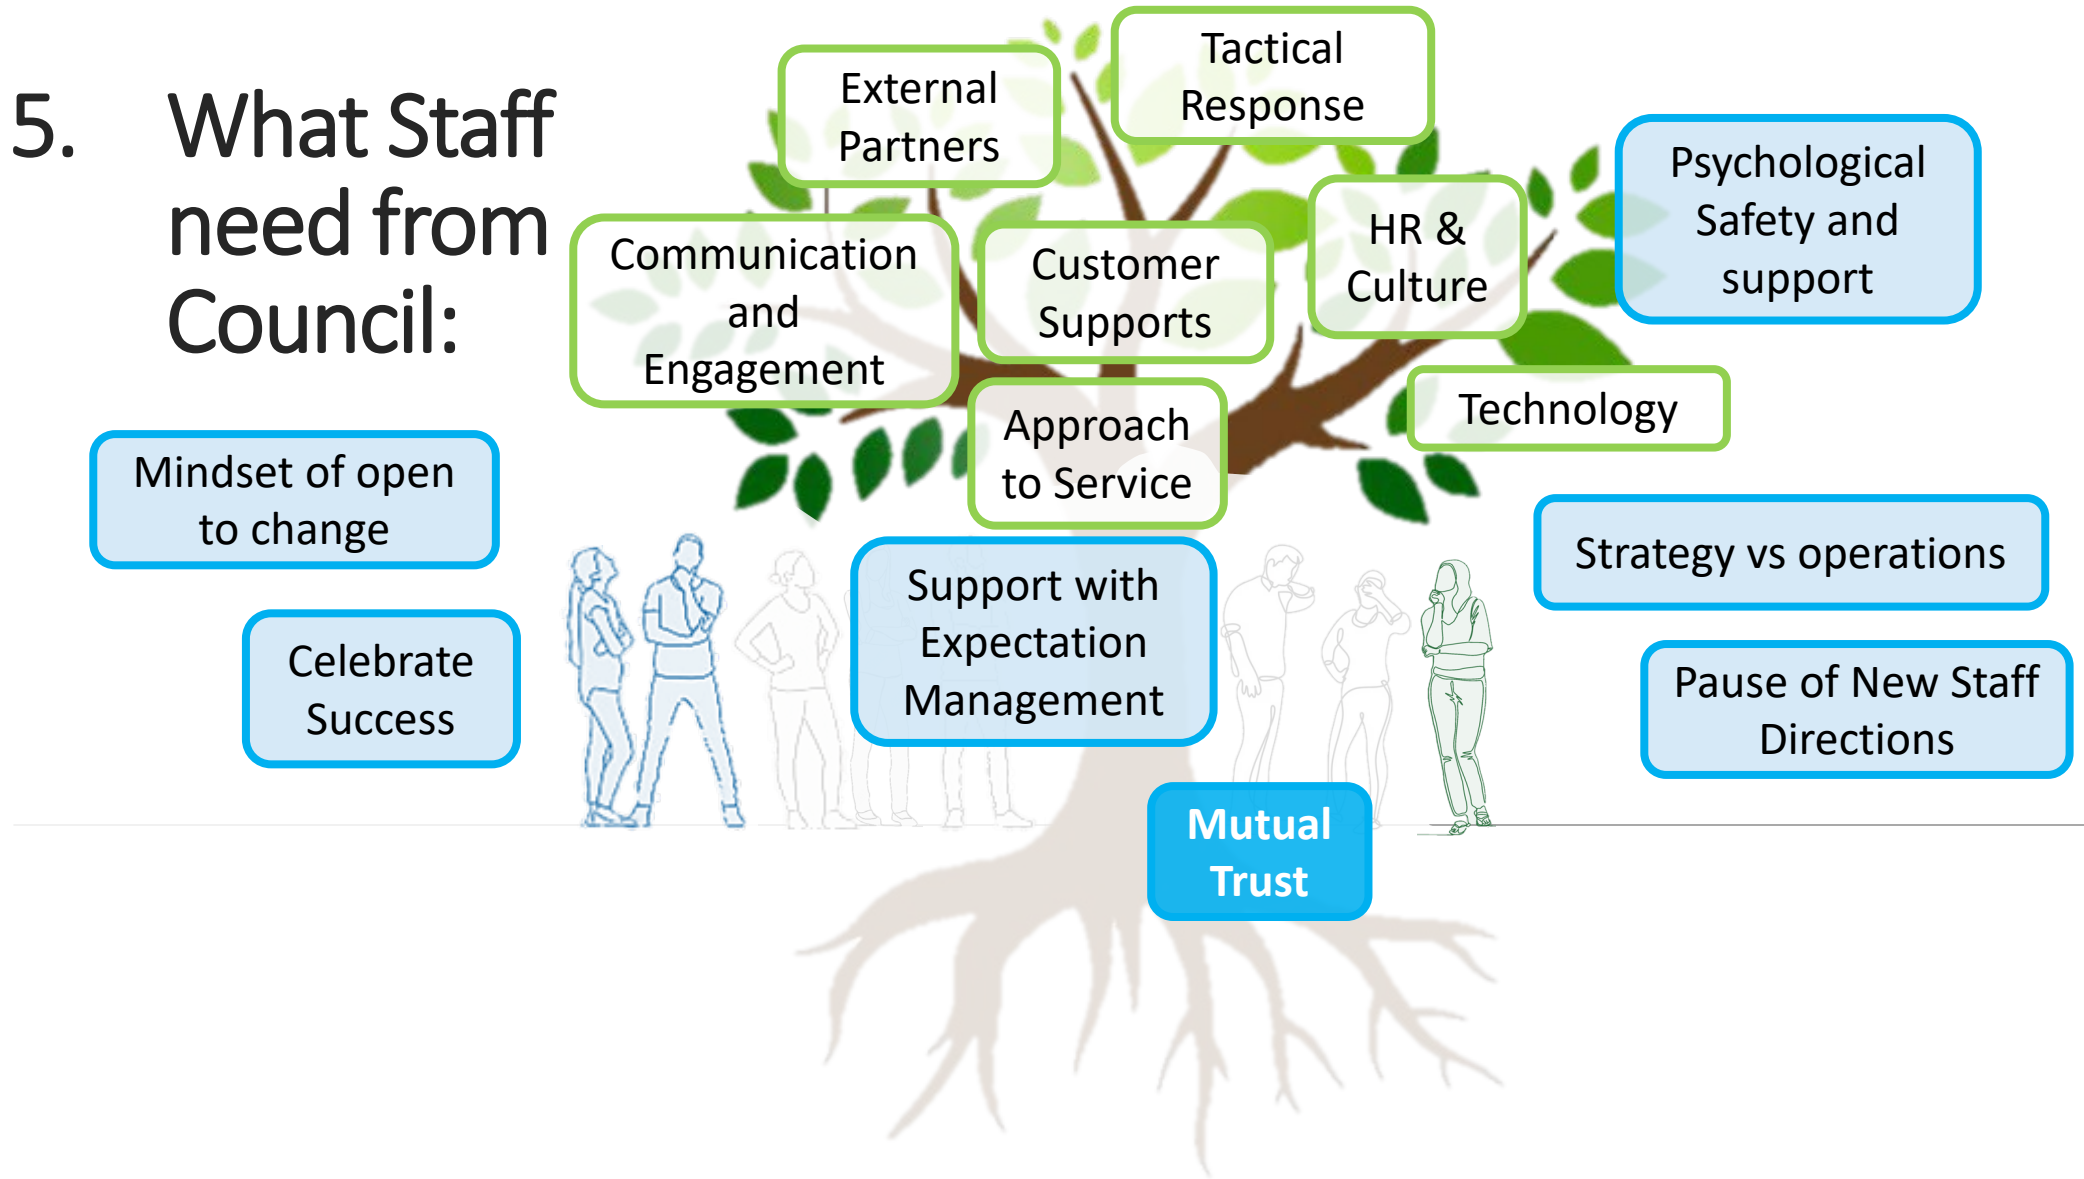 5. What Staff
need from
Council:
External
Partners
Tactical
Response
Psychological
Safety and
support
HR &
Culture
Communication
and
Engagement
Customer
Supports
Technology
Approach
to Service
Mindset of open
to change
Strategy vs operations
Support with
Expectation
Management
Celebrate
Success
Pause of New Staff
Directions
Mutual
Trust